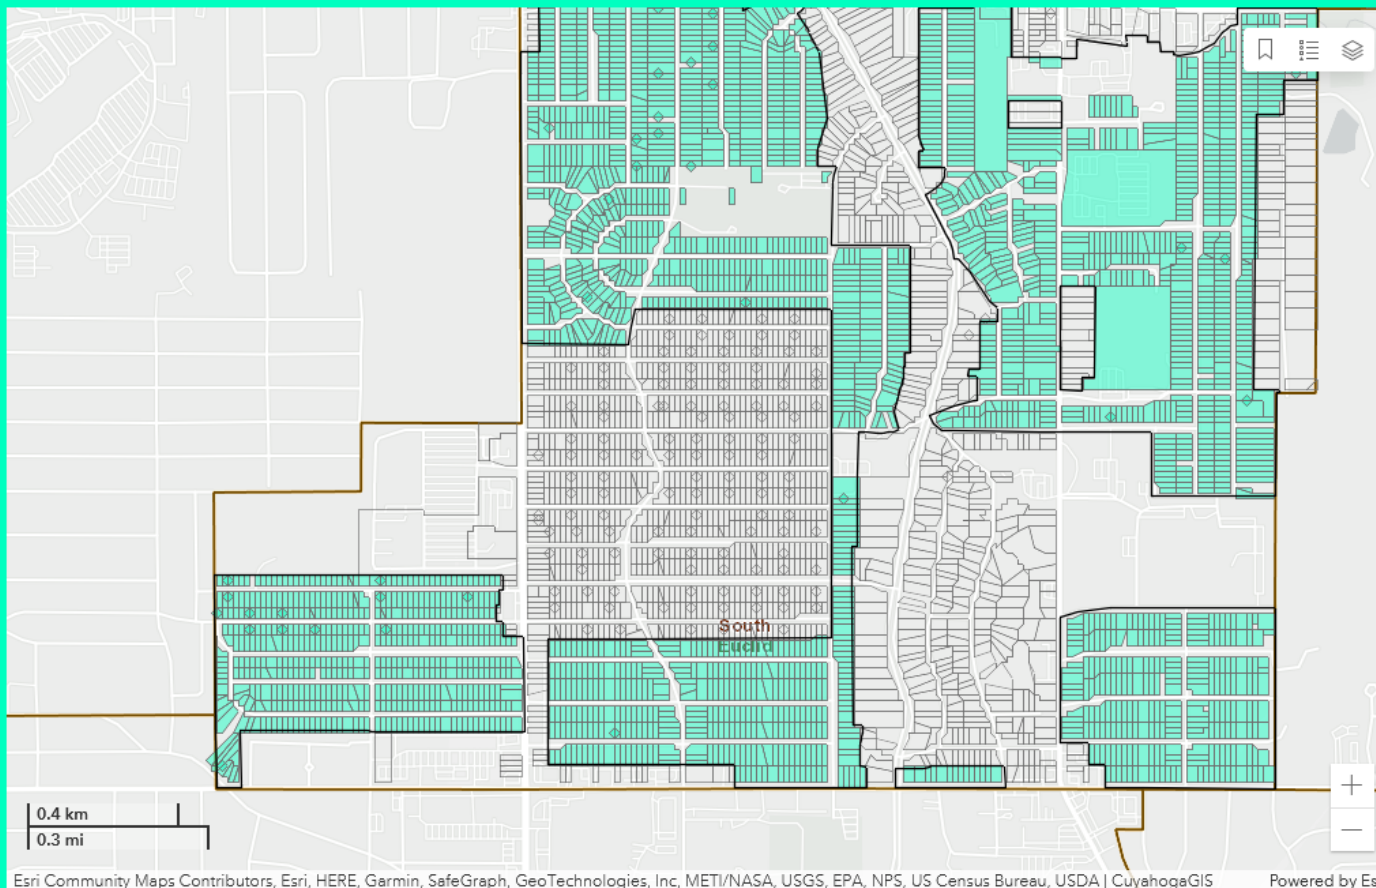 South
Euclid
0.4 km
0.3 mi
Esri Community Maps Contributors, Esri, HERE, Garmin, SafeGraph, GeoTechnologies, Inc, METI/NASA, USGS, EPA, NPS, US Census Bureau, USDA | CuyahogaGIS Powered by Es